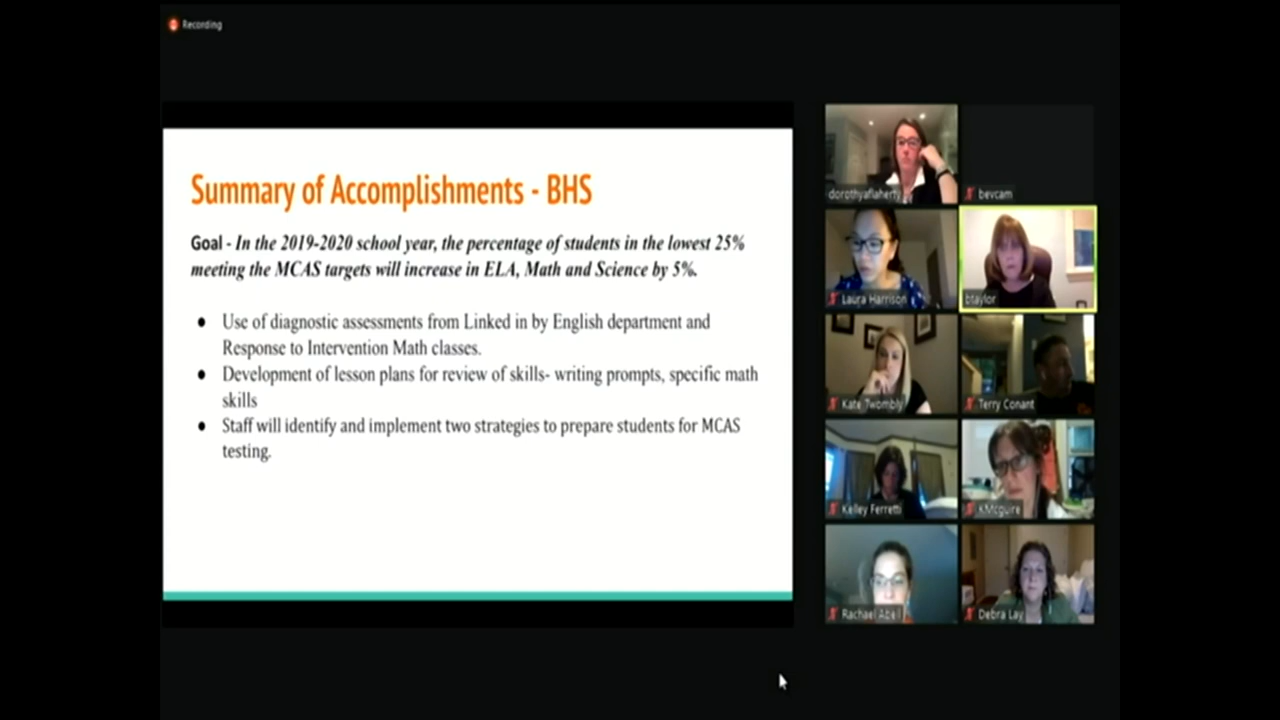 Recording
Summary of Accomplishments - BHS
Goal - In the 2019-2020 school year, the percentage of students in the lowest 25%
meeting the MCAS targets will increase in ELA, Math and Science by 5%.
● Use of diagnostic assessments from Linked in by English department and
Response to Intervention Math classes.
● Development of lesson plans for review of skills- writing prompts, specific math
skills
● Staff will identify and implement two strategies to prepare students for MCAS
testing.
dorothyaflaherty
bevcam
Laura Harrison
btaylor
Kate Twombly
Terry Conant
Kelley Ferretti
KMcguire
Rachael Abell
Debra Lay